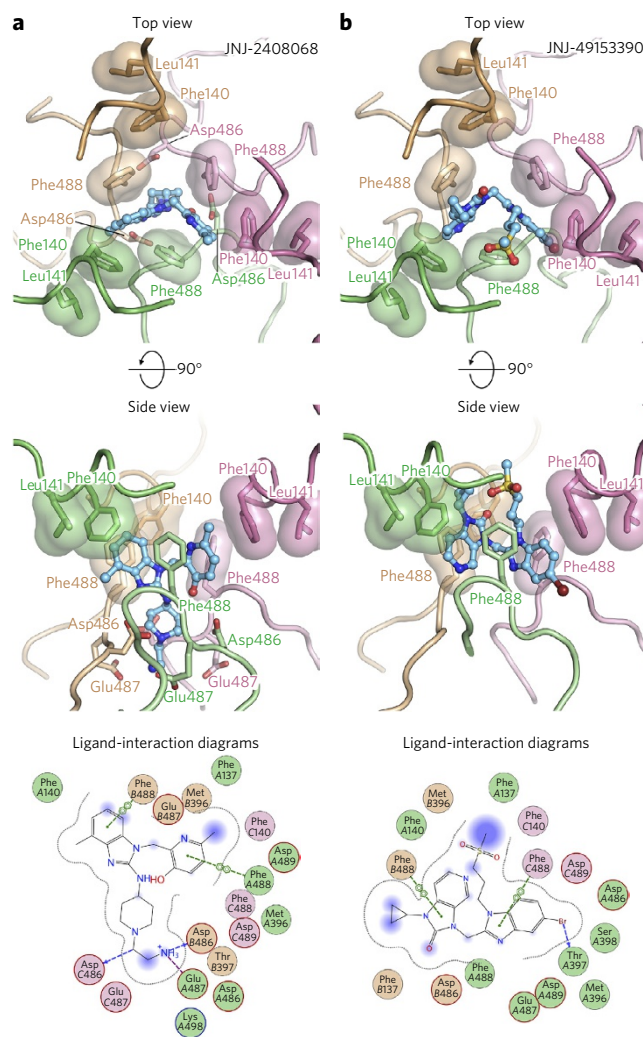 a
Top view
JNJ-2408068
Leu141
Phe140
Asp486
Phe488
Phe488
Asp486
Phe140
Leu141
Phe488
Phe140
Asp486
Leu141
90°
Side view
Leu141
Phe140
Phe140
Phe140
Leu141
Phe488
Phe488
Phe488
Asp486
Asp486
Glu487
Glu487
Glu487
Ligand-interaction diagrams
Phe
A140
Phe
B488
Glu
B487
Met
B396
Phe
A137
Phe
C140
Asp
A489
Phe
A488
Phe
C488
Met
A396
Asp
C489
Asp
B486
Thr
B397
Asp
C486
Glu
C487
Glu
A487
Asp
A486
Lys
A498
N
N
N
HO
NH
N
NH3
+
b
Top view
JNJ-49153390
Leu141
Phe140
Phe488
Phe488
Phe140
Leu141
Phe488
Phe140
Leu141
90°
Side view
Leu141
Phe140
Phe140
Leu141
Phe488
Phe488
Phe488
Ligand-interaction diagrams
Met
B396
Phe
A137
Phe
A140
Phe
C140
Phe
B488
Phe
C488
Asp
C489
Asp
A486
Ser
A398
Thr
A397
Met
A396
Phe
B137
Asp
B486
Phe
A488
Glu
A487
Asp
A489
O
S
O
N
N
N
N
N
O
Br